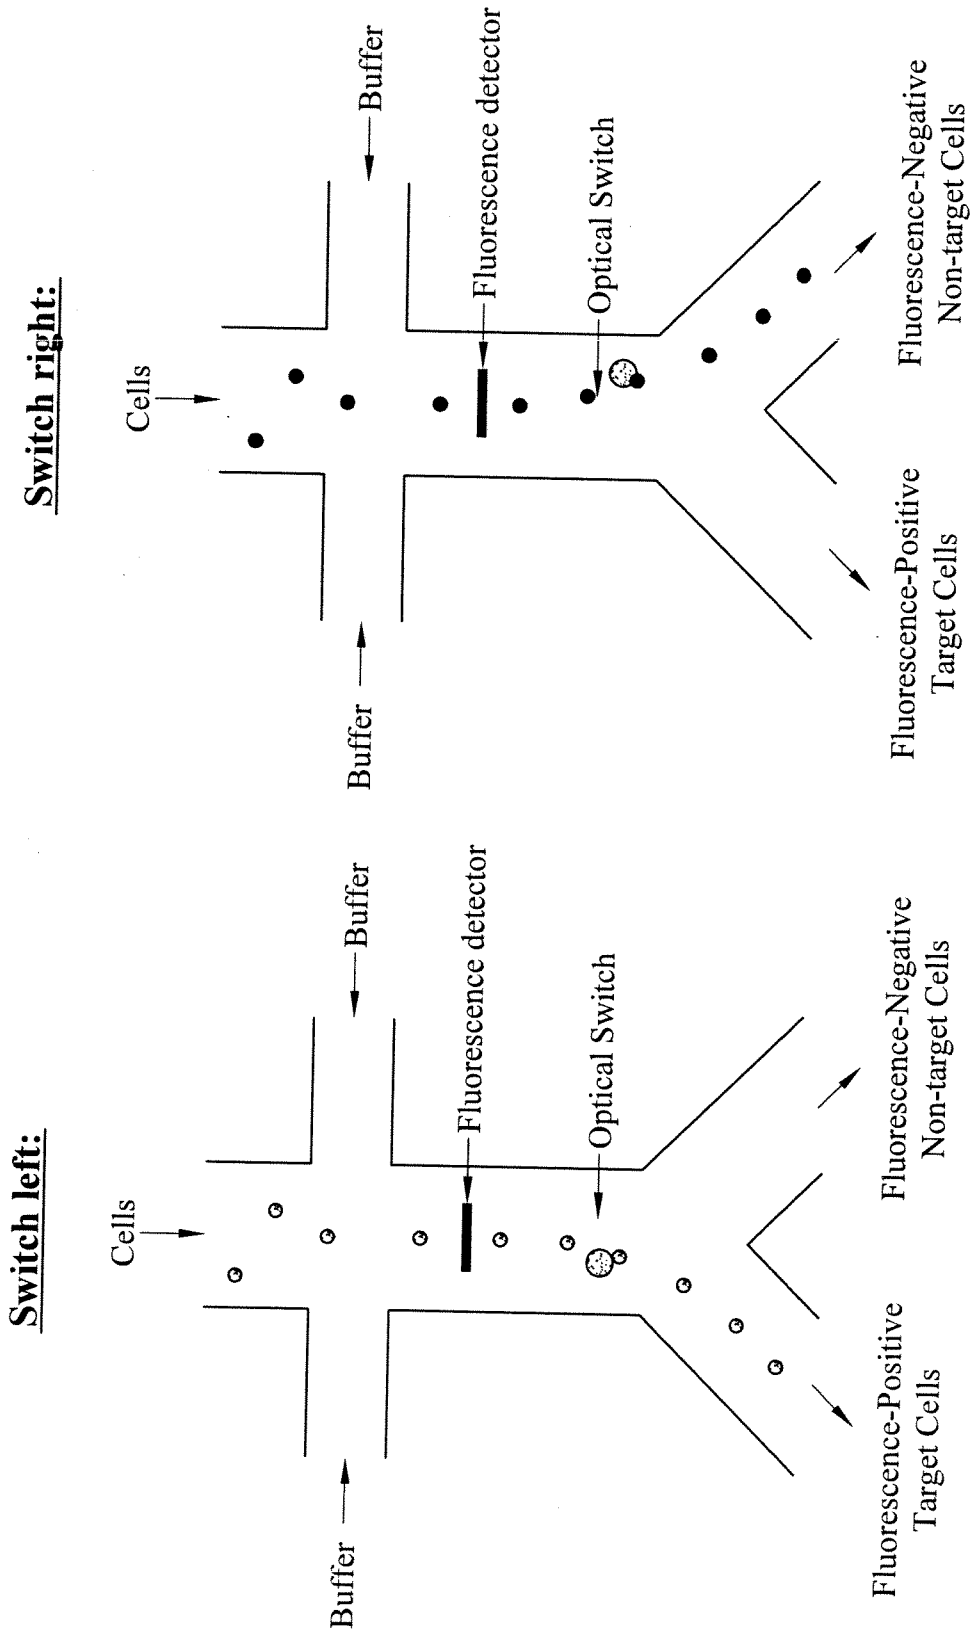 Switch left:
Cells
Buffer
Buffer
Fluorescence detector
Optical Switch
Fluorescence-Positive
Target Cells
Fluorescence-Negative
Non-target Cells
Switch right:
Cells
Buffer
Buffer
Fluorescence detector
Optical Switch
Fluorescence-Positive
Target Cells
Fluorescence-Negative
Non-target Cells